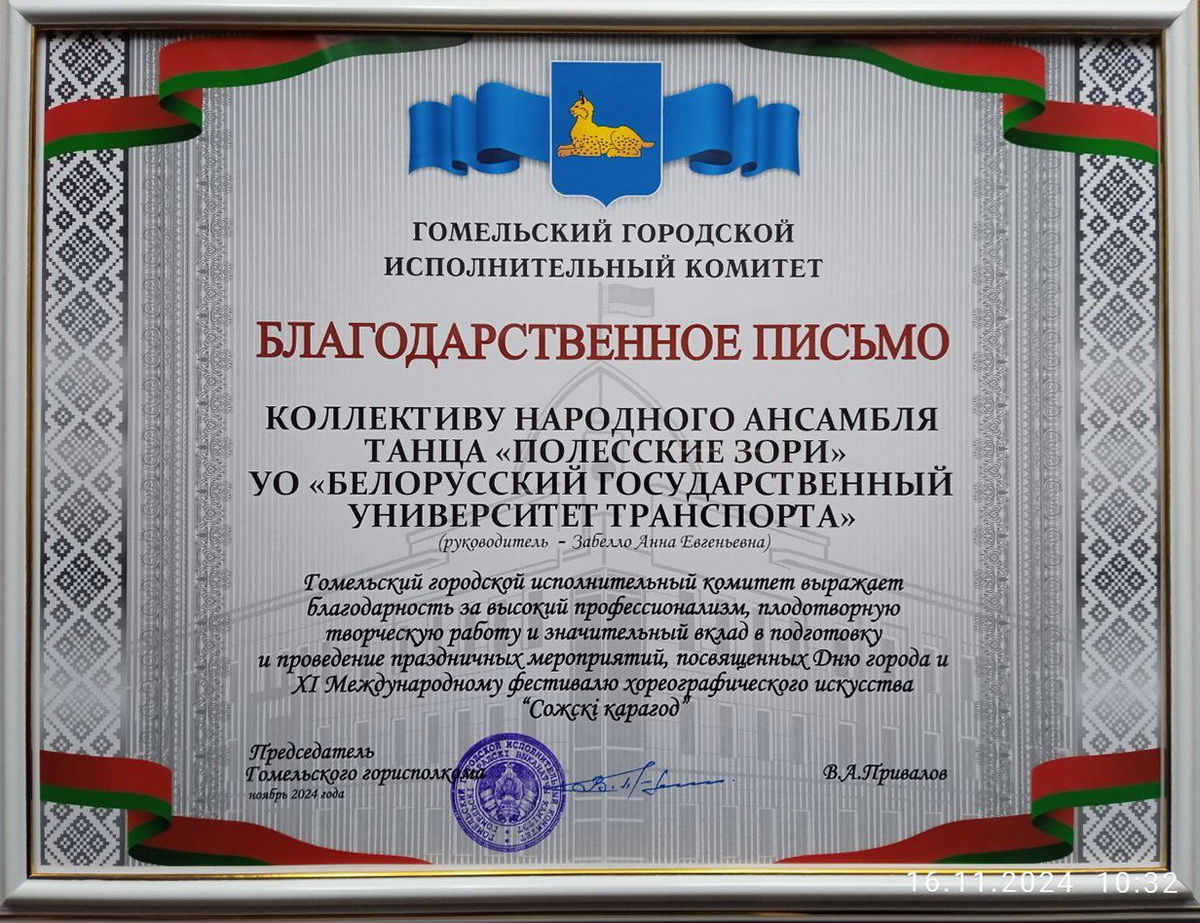 ГОМЕЛЬСКИЙ ГОРОДСКОЙ
ИСПОЛНИТЕЛЬНЫЙ КОМИТЕТ
БЛАГОДАРСТВЕННОЕ ПИСЬМО
КОЛЛЕКТИВУ НАРОДНОГО АНСАМБЛЯ
ТАНЦА «ПОЛЕССКИЕ ЗОРИ»
УО «БЕЛОРУССКИЙ ГОСУДАРСТВЕННЫЙ
УНИВЕРСИТЕТ ТРАНСПОРТА»
(руководитель - Забелло Анна Евгеньевна)
Гомельский городской исполнительный комитет выражает
благодарность за высокий профессионализм, плодотворную
творческую работу и значительный вклад в подготовку
и проведение праздничных мероприятий, посвященных Дню города и
XI Международному фестивалю хореографического искусства
“Сожскі карагод”
Председатель
Гомельского горисполкома
ноябрь 2024 года
В.А.Привалов
16.11.2024 10:32